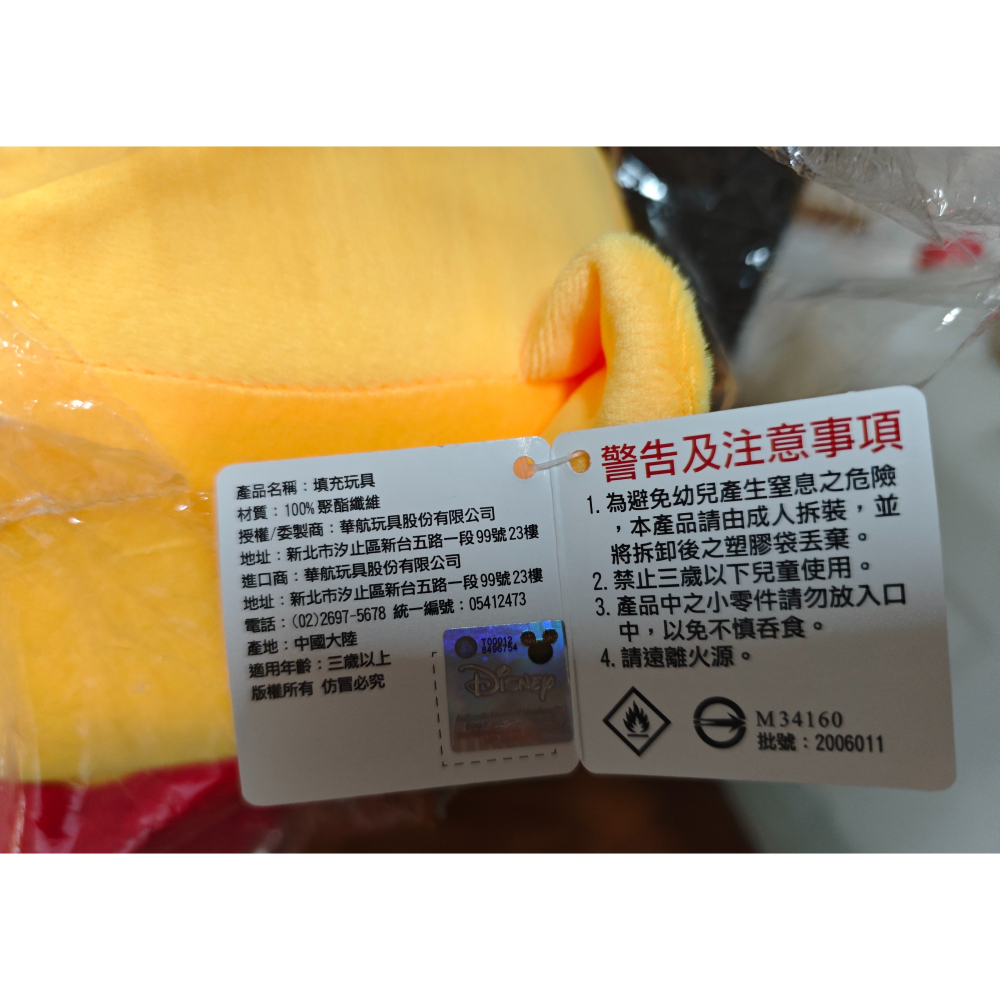 產品名稱：填充玩具
材質：100%聚酯纖維
授權/委製商：華航玩具股份有限公司
地址：新北市汐止區新台五路一段99號23樓
進口商：華航玩具股份有限公司
地址：新北市汐止區新台五路一段99號23樓
電話：(02)2697-5678 統一編號：05412473
產地：中國大陸
適用年齡：三歲以上
版權所有 仿冒必究
T00012
8496754
Disney
警告及注意事項
1. 為避免幼兒產生窒息之危險
，本產品請由成人拆裝，並
將拆卸後之塑膠袋丟棄。
2. 禁止三歲以下兒童使用。
3. 產品中之小零件請勿放入口
中，以免不慎吞食。
4. 請遠離火源。
M34160
批號：2006011